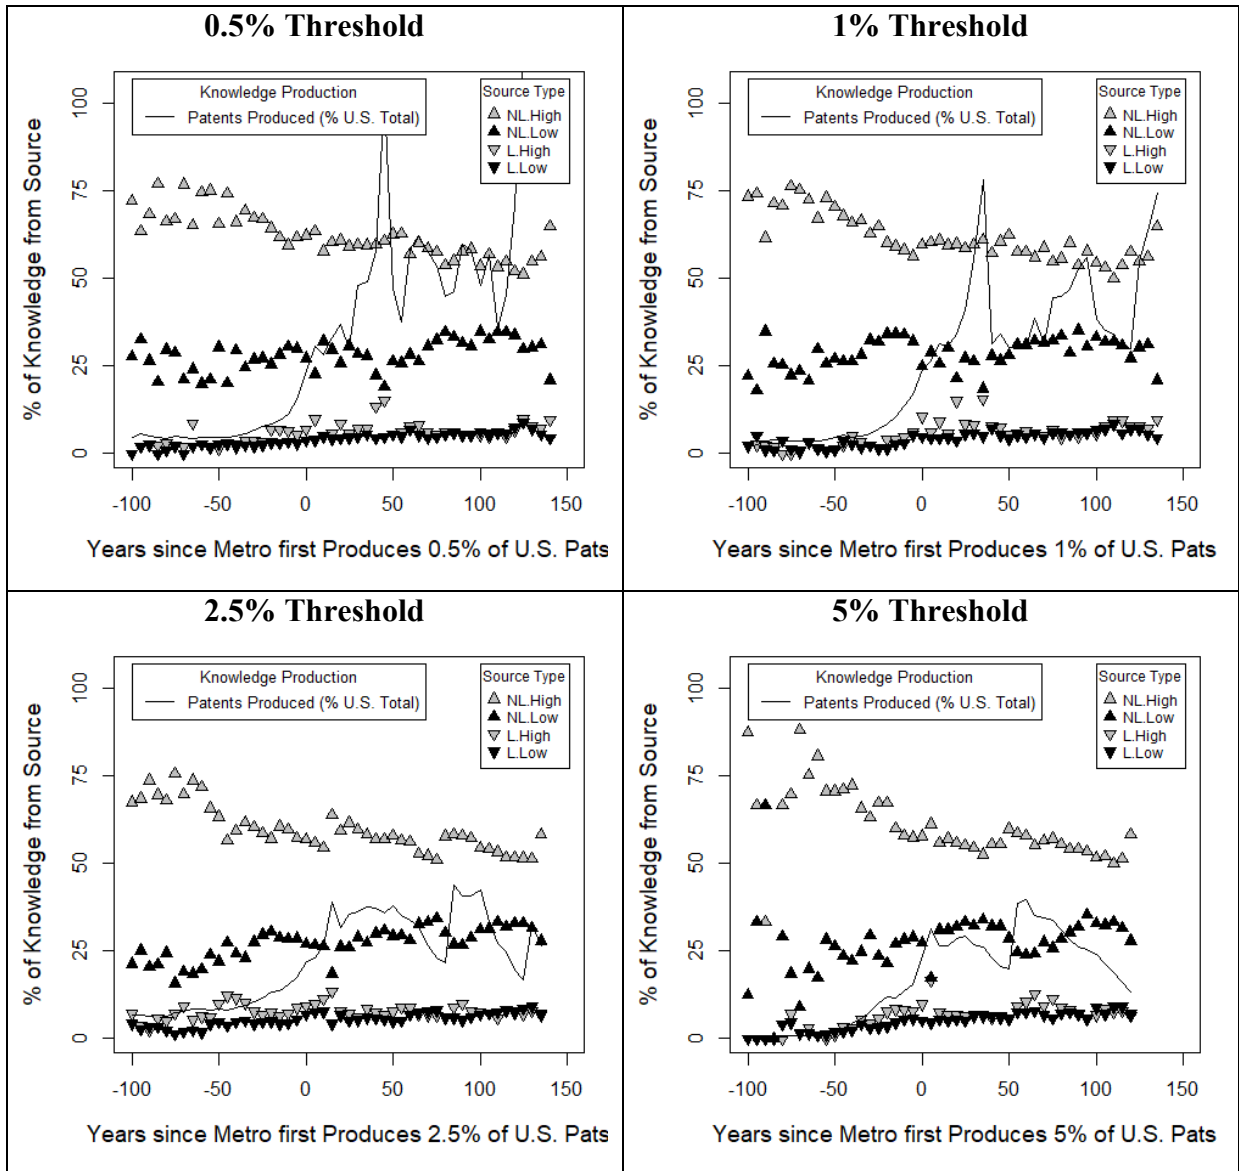 0.5% Threshold
% of Knowledge from Source
100
75
50
25
0
Knowledge Production
Patents Produced (% U.S. Total)
Source Type
NL.High
NL.Low
L.High
L.Low
-100 -50 0 50 100 150
Years since Metro first Produces 0.5% of U.S. Pats
1% Threshold
% of Knowledge from Source
100
75
50
25
0
Knowledge Production
Patents Produced (% U.S. Total)
Source Type
NL.High
NL.Low
L.High
L.Low
-100 -50 0 50 100 150
Years since Metro first Produces 1% of U.S. Pats
2.5% Threshold
% of Knowledge from Source
100
75
50
25
0
Knowledge Production
Patents Produced (% U.S. Total)
Source Type
NL.High
NL.Low
L.High
L.Low
-100 -50 0 50 100 150
Years since Metro first Produces 2.5% of U.S. Pats
5% Threshold
% of Knowledge from Source
100
75
50
25
0
Knowledge Production
Patents Produced (% U.S. Total)
Source Type
NL.High
NL.Low
L.High
L.Low
-100 -50 0 50 100 150
Years since Metro first Produces 5% of U.S. Pats